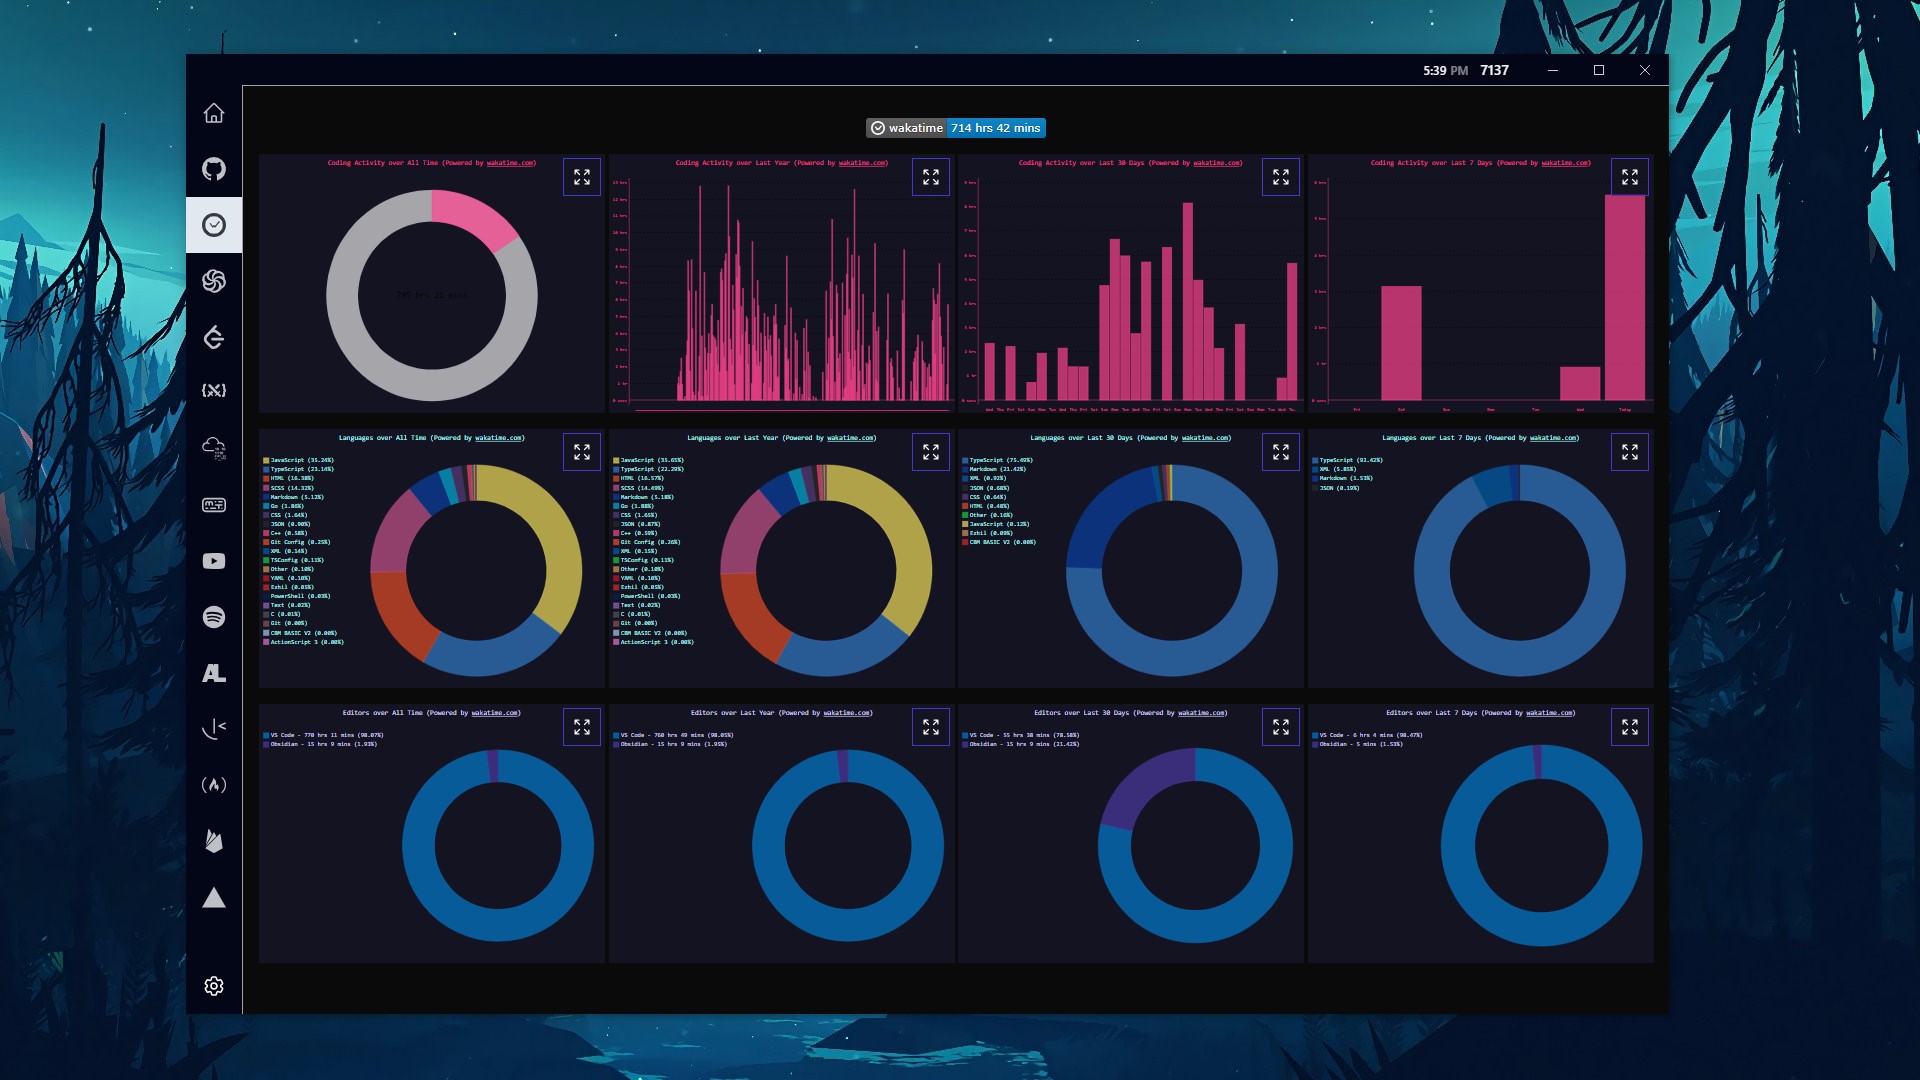 5:39 PM 7137
wakatime 714 hrs 42 mins
Coding Activity over All Time (Powered by wakatime.com)
Coding Activity over Last Year (Powered by wakatime.com)
Coding Activity over Last 30 Days (Powered by wakatime.com)
Coding Activity over Last 7 Days (Powered by wakatime.com)
Languages over All Time (Powered by wakatime.com)
JavaScript (35.24%)
TypeScript (23.14%)
HTML (16.38%)
SCSS (14.32%)
Markdown (5.12%)
Go (1.86%)
CSS (1.64%)
JSON (0.90%)
C++ (0.58%)
Git Config (0.25%)
XML (0.14%)
TSConfig (0.11%)
Other (0.10%)
YAML (0.10%)
Ezhil (0.05%)
PowerShell (0.03%)
Text (0.02%)
C (0.01%)
Git (0.00%)
CBM BASIC V2 (0.00%)
ActionScript 3 (0.00%)
Languages over Last Year (Powered by wakatime.com)
JavaScript (35.65%)
TypeScript (22.29%)
HTML (16.57%)
SCSS (14.49%)
Markdown (5.18%)
Go (1.88%)
CSS (1.65%)
JSON (0.87%)
C++ (0.59%)
Git Config (0.26%)
XML (0.15%)
TSConfig (0.11%)
Other (0.10%)
YAML (0.10%)
Ezhil (0.05%)
PowerShell (0.03%)
Text (0.02%)
C (0.01%)
Git (0.00%)
CBM BASIC V2 (0.00%)
ActionScript 3 (0.00%)
Languages over Last 30 Days (Powered by wakatime.com)
TypeScript (75.49%)
Markdown (21.42%)
XML (0.92%)
JSON (0.68%)
CSS (0.64%)
HTML (0.48%)
Other (0.16%)
JavaScript (0.12%)
Ezhil (0.09%)
CBM BASIC V2 (0.00%)
Languages over Last 7 Days (Powered by wakatime.com)
TypeScript (92.42%)
XML (5.85%)
Markdown (1.53%)
JSON (0.19%)
Editors over All Time (Powered by wakatime.com)
VS Code - 770 hrs 11 mins (98.07%)
Obsidian - 15 hrs 9 mins (1.93%)
Editors over Last Year (Powered by wakatime.com)
VS Code - 760 hrs 49 mins (98.05%)
Obsidian - 15 hrs 9 mins (1.95%)
Editors over Last 30 Days (Powered by wakatime.com)
VS Code - 55 hrs 38 mins (78.58%)
Obsidian - 15 hrs 9 mins (21.42%)
Editors over Last 7 Days (Powered by wakatime.com)
VS Code - 6 hrs 4 mins (98.47%)
Obsidian - 5 mins (1.53%)
AL